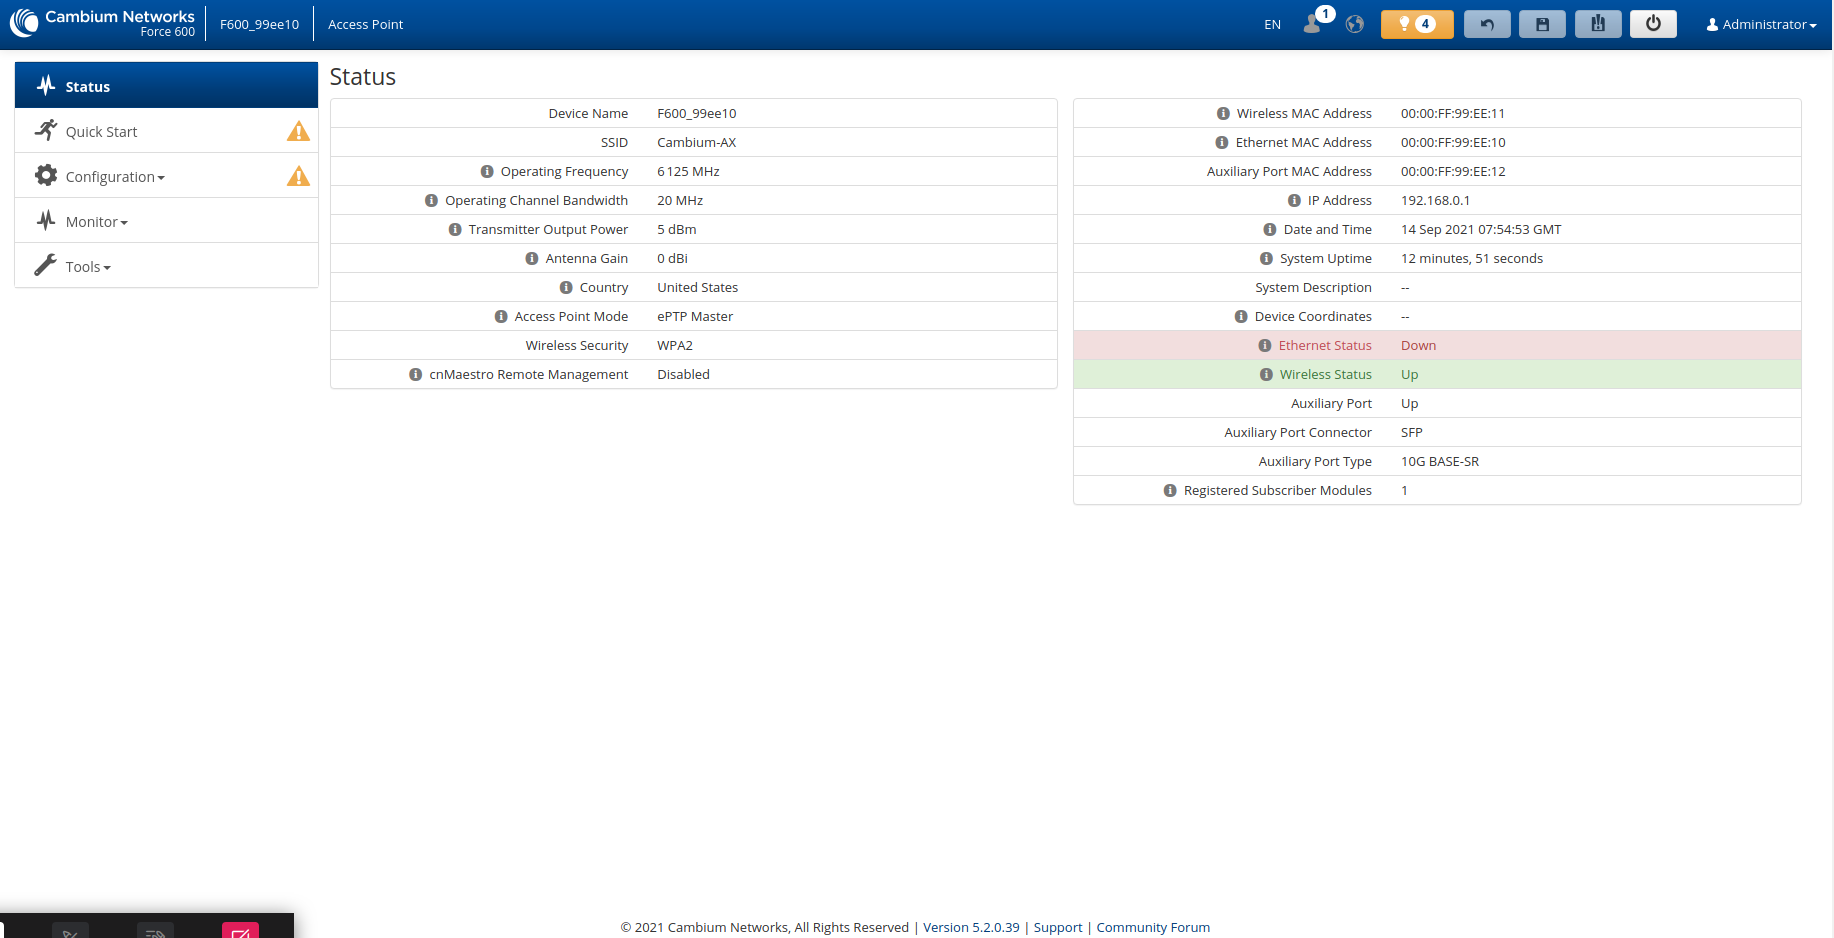 Cambium Networks
Force 600
F600_99ee10
Access Point
EN
1
4
Administrator
Status
Quick Start
Configuration
Monitor
Tools
Status
Device Name F600_99ee10
SSID Cambium-AX
Operating Frequency 6125 MHz
Operating Channel Bandwidth 20 MHz
Transmitter Output Power 5 dBm
Antenna Gain 0 dBi
Country United States
Access Point Mode ePTP Master
Wireless Security WPA2
cnMaestro Remote Management Disabled
Wireless MAC Address 00:00:FF:99:EE:11
Ethernet MAC Address 00:00:FF:99:EE:10
Auxiliary Port MAC Address 00:00:FF:99:EE:12
IP Address 192.168.0.1
Date and Time 14 Sep 2021 07:54:53 GMT
System Uptime 12 minutes, 51 seconds
System Description --
Device Coordinates --
Ethernet Status Down
Wireless Status Up
Auxiliary Port Up
Auxiliary Port Connector SFP
Auxiliary Port Type 10G BASE-SR
Registered Subscriber Modules 1
© 2021 Cambium Networks, All Rights Reserved | Version 5.2.0.39 | Support | Community Forum